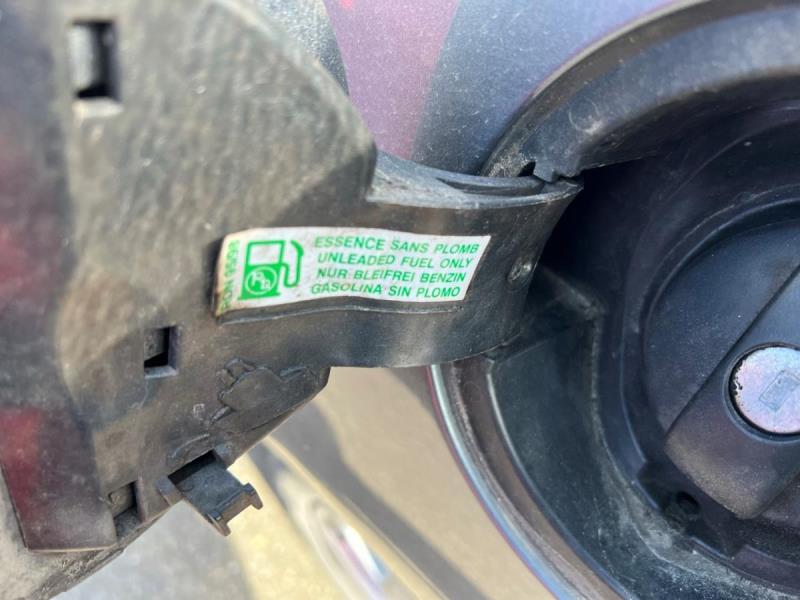 ESSENCE SANS PLOMB
UNLEADED FUEL ONLY
NUR BLEIFREI BENZIN
GASOLINA SIN PLOMO